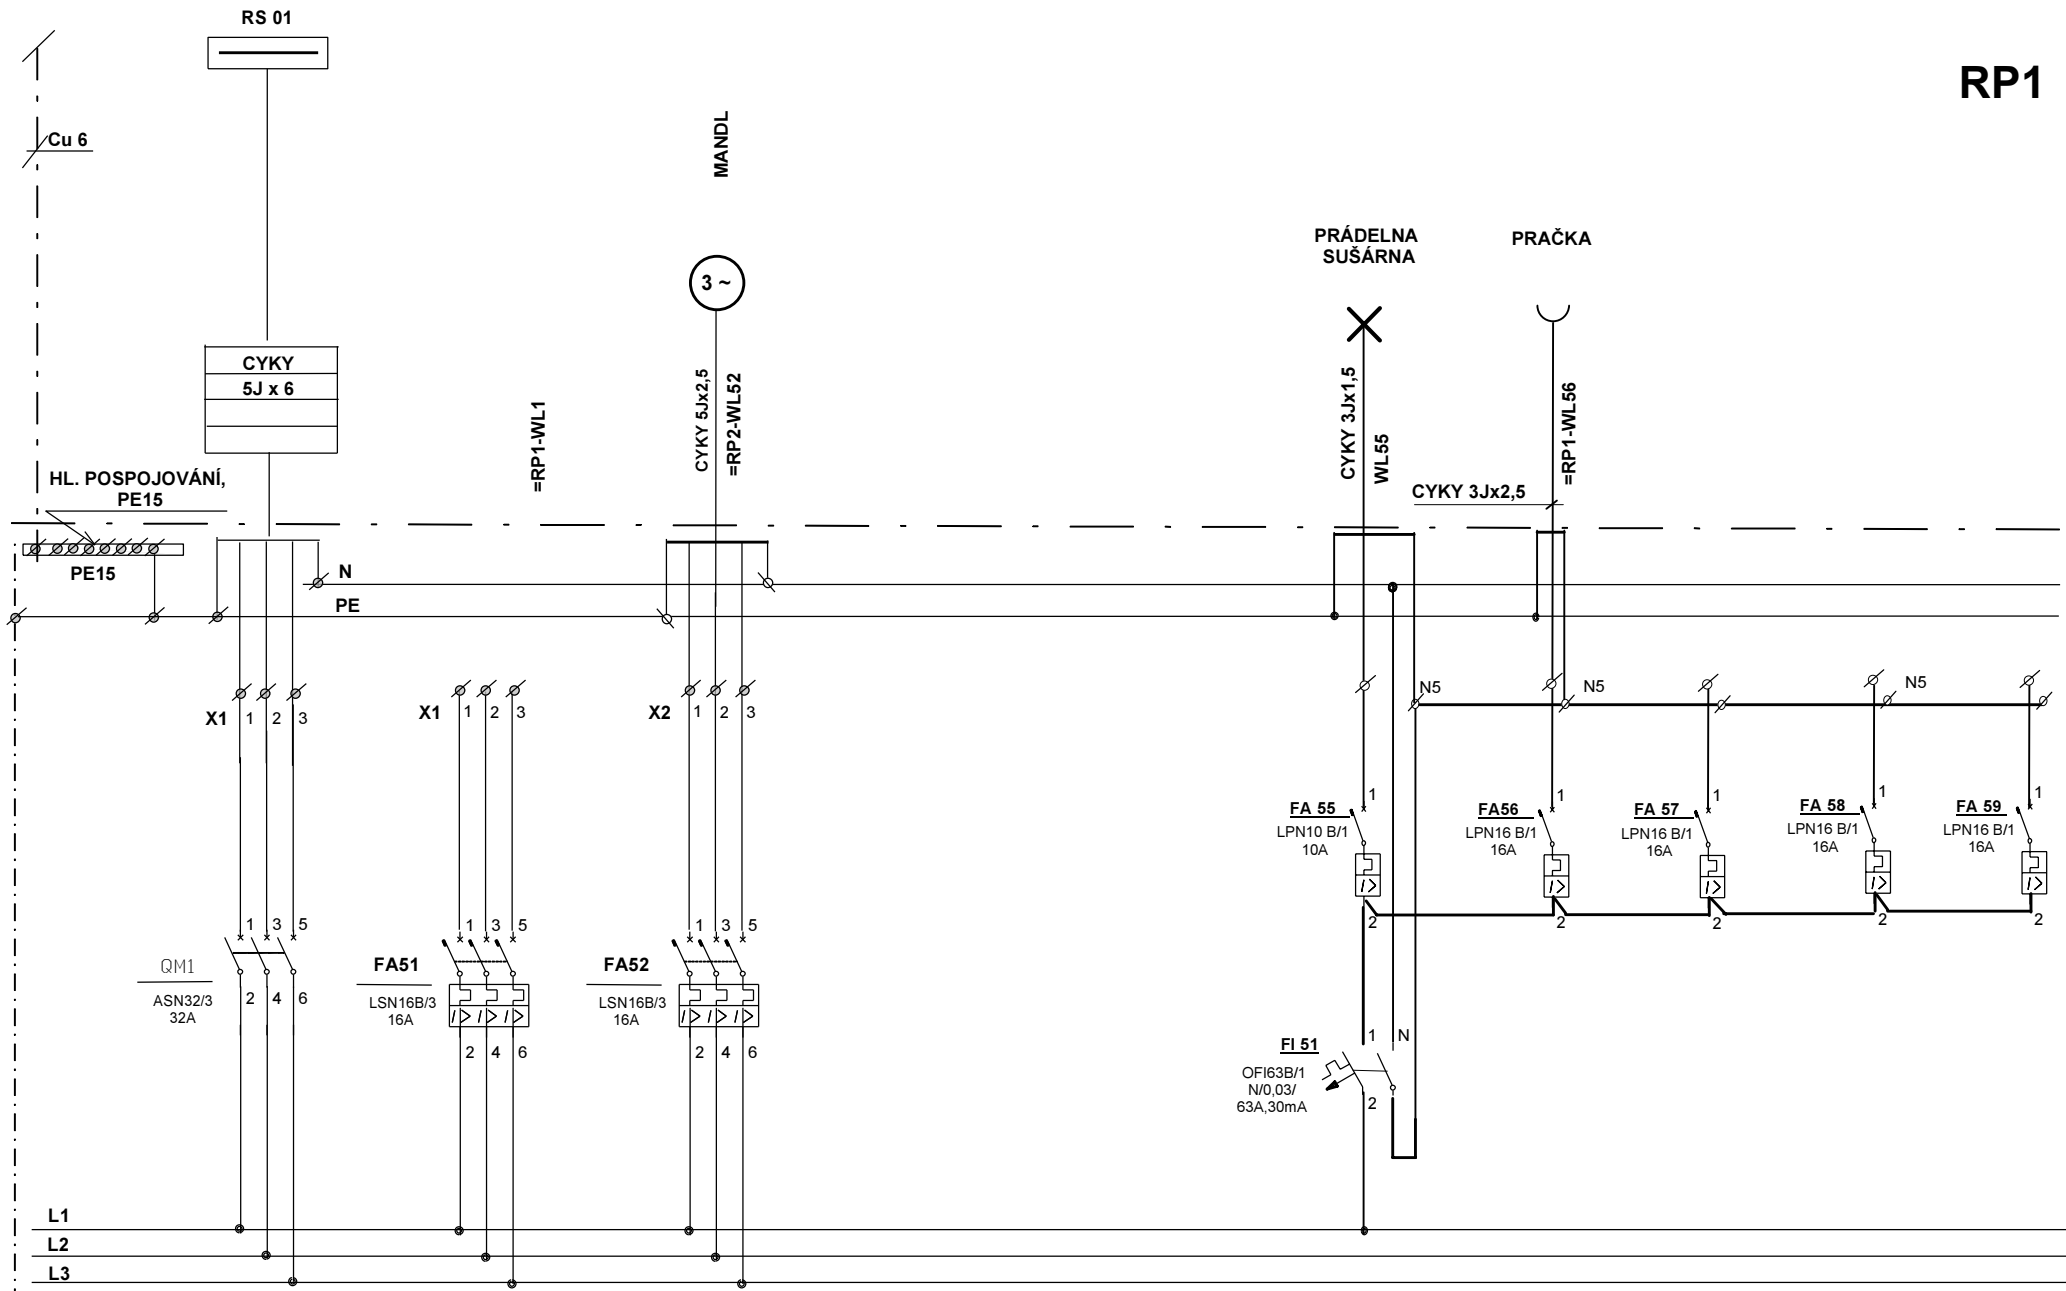 RS 01
RP1
Cu 6
MANDL
PRÁDELNA
SUŠÁRNA
PRAČKA
3 ~
CYKY
5J x 6
=RP1-WL1
CYKY 5Jx2,5
=RP2-WL52
CYKY 3Jx1,5
WL55
=RP1-WL56
CYKY 3Jx2,5
HL. POSPOJOVÁNÍ,
PE15
PE15
N
PE
X1 1 2 3
X1 1 2 3
X2 1 2 3
N5
N5
N5
FA 55
LPN10 B/1
10A
1
2
FA56
LPN16 B/1
16A
1
2
FA 57
LPN16 B/1
16A
1
2
FA 58
LPN16 B/1
16A
1
2
FA 59
LPN16 B/1
16A
1
2
1 3 5
QM1
ASN32/3
32A
2 4 6
1 3 5
FA51
LSN16B/3
16A
I> I> I>
2 4 6
1 3 5
FA52
LSN16B/3
16A
I> I> I>
2 4 6
I>
I>
I>
I>
I>
1 N
FI 51
OFI63B/1
N/0,03/
63A,30mA
2
L1
L2
L3